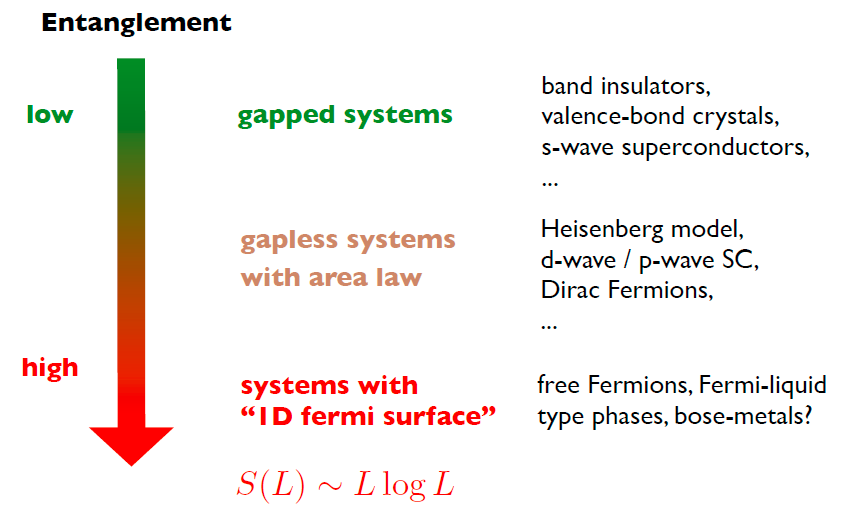 Entanglement
low
gapped systems
band insulators,
valence-bond crystals,
s-wave superconductors,
...
gapless systems
with area law
Heisenberg model,
d-wave / p-wave SC,
Dirac Fermions,
...
high
systems with
“1D fermi surface”
free Fermions, Fermi-liquid
type phases, bose-metals?
S(L) ∼ L log L